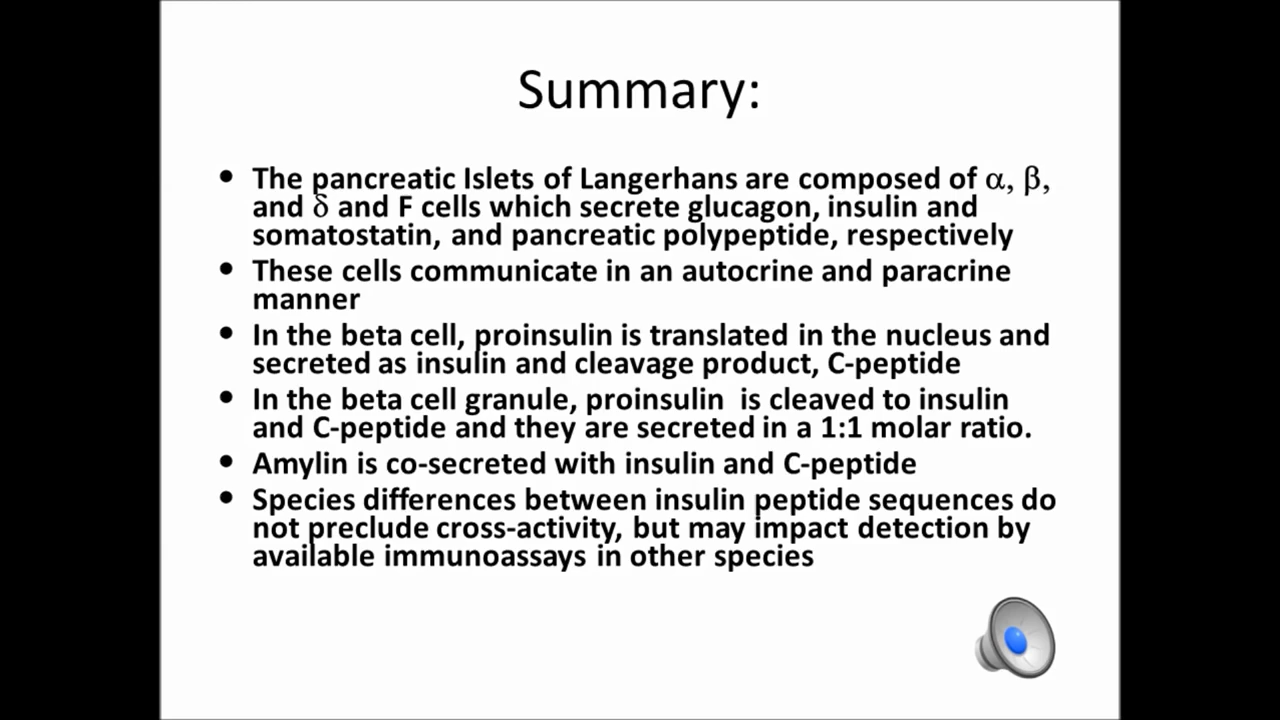 Summary:
• The pancreatic Islets of Langerhans are composed of α, β,
and δ and F cells which secrete glucagon, insulin and
somatostatin, and pancreatic polypeptide, respectively
• These cells communicate in an autocrine and paracrine
manner
• In the beta cell, proinsulin is translated in the nucleus and
secreted as insulin and cleavage product, C-peptide
• In the beta cell granule, proinsulin  is cleaved to insulin
and C-peptide and they are secreted in a 1:1 molar ratio.
• Amylin is co-secreted with insulin and C-peptide
• Species differences between insulin peptide sequences do
not preclude cross-activity, but may impact detection by
available immunoassays in other species